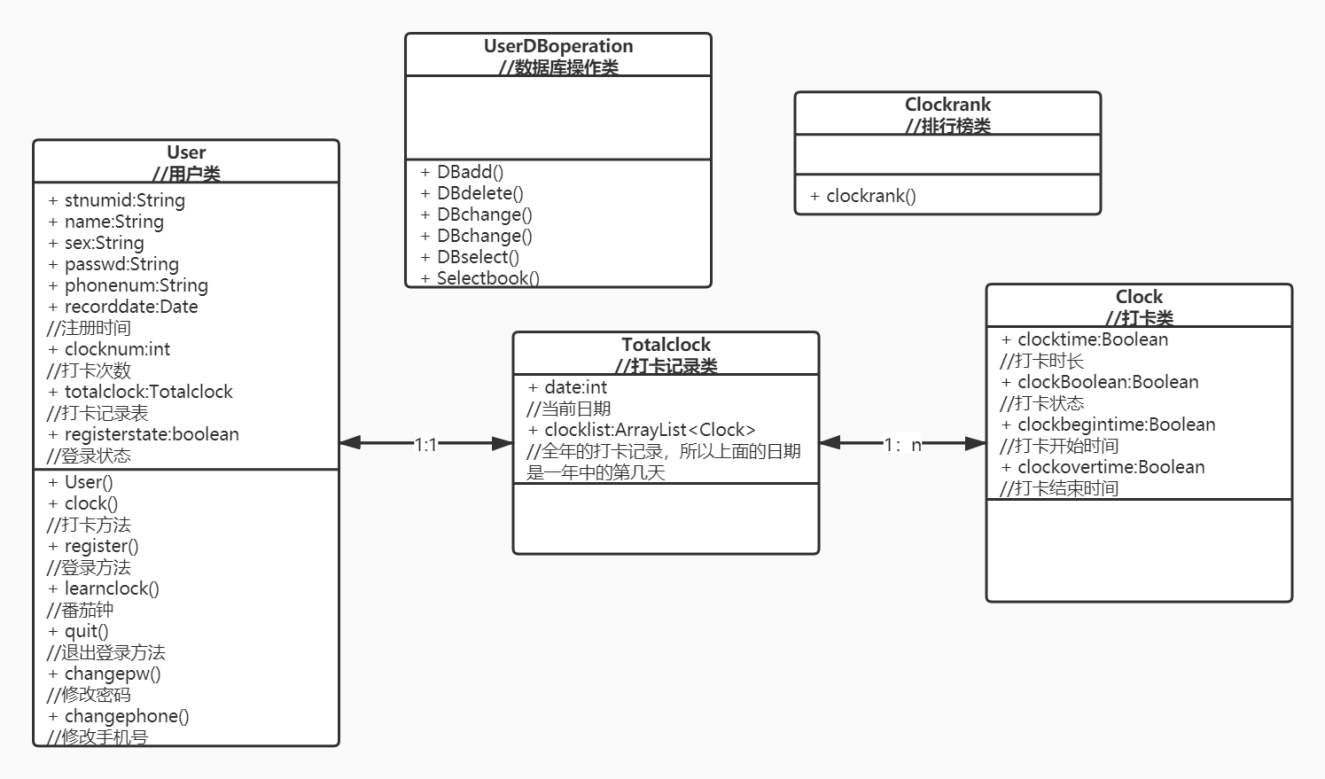 UserDBoperation
//数据库操作类
+ DBadd()
+ DBdelete()
+ DBchange()
+ DBchange()
+ DBselect()
+ Selectbook()
Clockrank
//排行榜类
+ clockrank()
User
//用户类
+ stnumid:String
+ name:String
+ sex:String
+ passwd:String
+ phonenum:String
+ recorddate:Date
//注册时间
+ clocknum:int
//打卡次数
+ totalclock:Totalclock
//打卡记录表
+ registerstate:boolean
//登录状态
+ User()
+ clock()
//打卡方法
+ register()
//登录方法
+ learnclock()
//番茄钟
+ quit()
//退出登录方法
+ changepw()
//修改密码
+ changephone()
//修改手机号
1:1
Totalclock
//打卡记录类
+ date:int
//当前日期
+ clocklist:ArrayList<Clock>
//全年的打卡记录，所以上面的日期
是一年中的第几天
1：n
Clock
//打卡类
+ clocktime:Boolean
//打卡时长
+ clockBoolean:Boolean
//打卡状态
+ clockbegintime:Boolean
//打卡开始时间
+ clockovertime:Boolean
//打卡结束时间